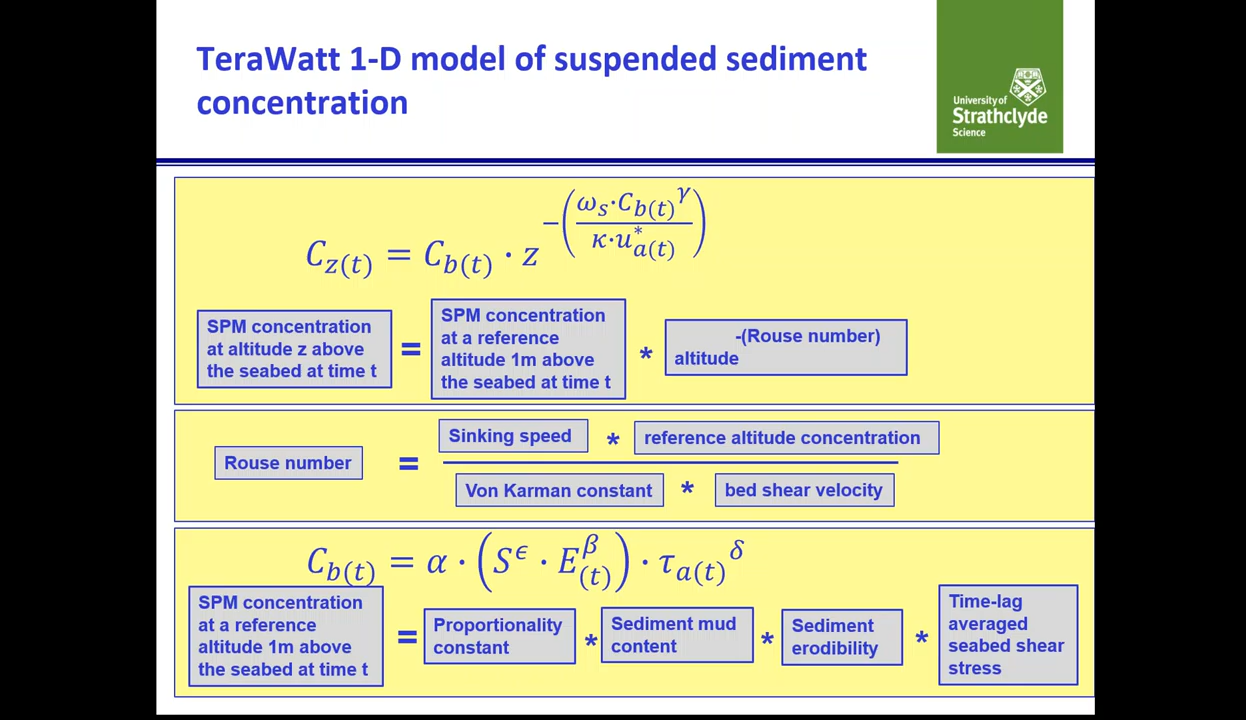 TeraWatt 1-D model of suspended sediment
concentration
University of
Strathclyde
Science
C_{z(t)} = C_{b(t)} · z^{-(ω_s·C_{b(t)}^γ / κ·u^*_{a(t)})}
SPM concentration
at altitude z above
the seabed at time t
=
SPM concentration
at a reference
altitude 1m above
the seabed at time t
*
-(Rouse number)
altitude
Rouse number
=
Sinking speed * reference altitude concentration
Von Karman constant * bed shear velocity
C_{b(t)} = α · (S^ϵ · E_{(t)}^β) · τ_{a(t)}^δ
SPM concentration
at a reference
altitude 1m above
the seabed at time t
=
Proportionality
constant
*
Sediment mud
content
*
Sediment
erodibility
*
Time-lag
averaged
seabed shear
stress